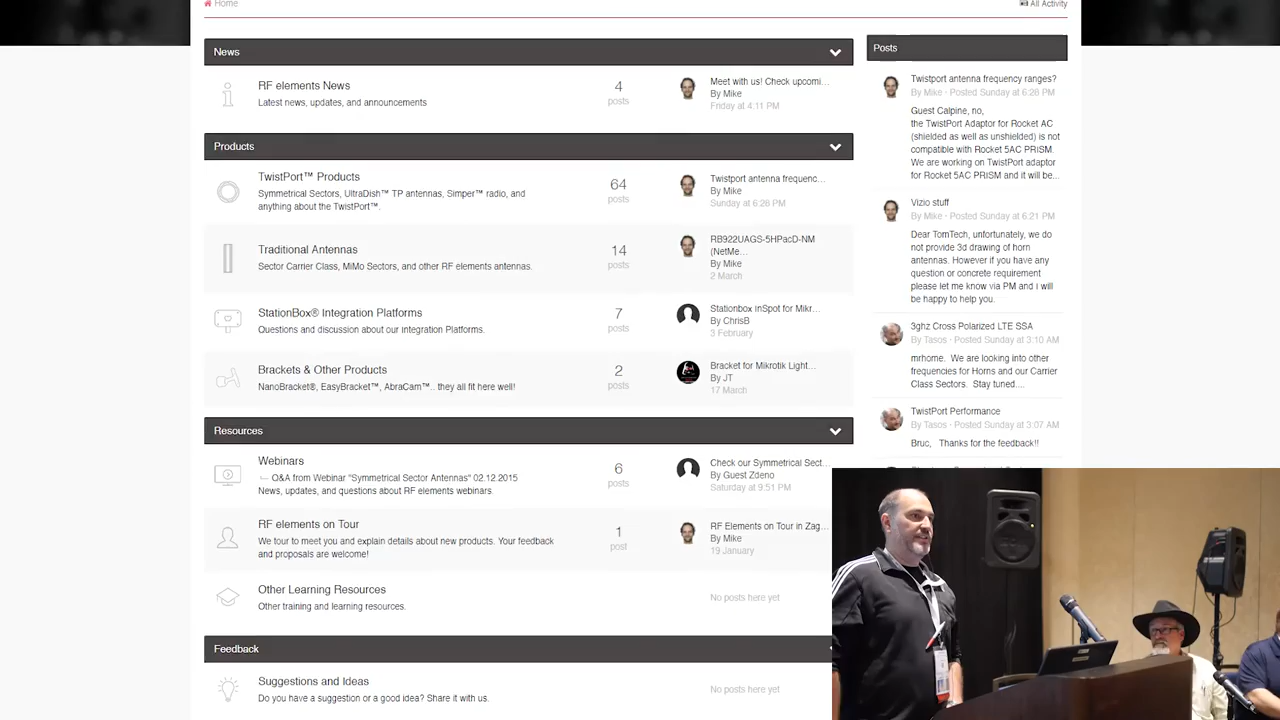 Home
All Activity
News
RF elements News
Latest news, updates, and announcements
4
posts
Meet with us! Check upcomi...
By Mike
Friday at 4:11 PM
Products
TwistPort™ Products
Symmetrical Sectors, UltraDish™ TP antennas, Simper™ radio, and
anything about the TwistPort™.
64
posts
Twistport antenna frequenc...
By Mike
Sunday at 6:26 PM
Traditional Antennas
Sector Carrier Class, MiMo Sectors, and other RF elements antennas.
14
posts
RB922UAGS-5HPacD-NM
(NetMe...
By Mike
2 March
StationBox® Integration Platforms
Questions and discussion about our integration Platforms.
7
posts
Stationbox inSpot for Mikr...
By ChrisB
3 February
Brackets & Other Products
NanoBracket®, EasyBracket™, AbraCam™.. they all fit here well!
2
posts
Bracket for Mikrotik Light...
By JT
17 March
Resources
Webinars
Q&A from Webinar "Symmetrical Sector Antennas" 02.12.2015
News, updates, and questions about RF elements webinars.
6
posts
Check our Symmetrical Sect...
By Guest Zdeno
Saturday at 9:51 PM
RF elements on Tour
We tour to meet you and explain details about new products. Your feedback
and proposals are welcome!
1
post
RF Elements on Tour in Zag...
By Mike
19 January
Other Learning Resources
Other training and learning resources.
No posts here yet
Feedback
Suggestions and Ideas
Do you have a suggestion or a good idea? Share it with us.
No posts here yet
Posts
Twistport antenna frequency ranges?
By Mike · Posted Sunday at 6:26 PM
Guest Calpine, no,
the TwistPort Adaptor for Rocket AC
(shielded as well as unshielded) is not
compatible with Rocket 5AC PRISM.
We are working on TwistPort adaptor
for Rocket 5AC PRISM and it will be...
Vizio stuff
By Mike · Posted Sunday at 6:21 PM
Dear TomTech, unfortunately, we do
not provide 3d drawing of horn
antennas. However if you have any
question or concrete requirement
please let me know via PM and i will
be happy to help you.
3ghz Cross Polarized LTE SSA
By Tasos · Posted Sunday at 3:10 AM
mrhome. We are looking into other
frequencies for Horns and our Carrier
Class Sectors. Stay tuned....
TwistPort Performance
By Tasos · Posted Sunday at 3:07 AM
Bruc, Thanks for the feedback!!